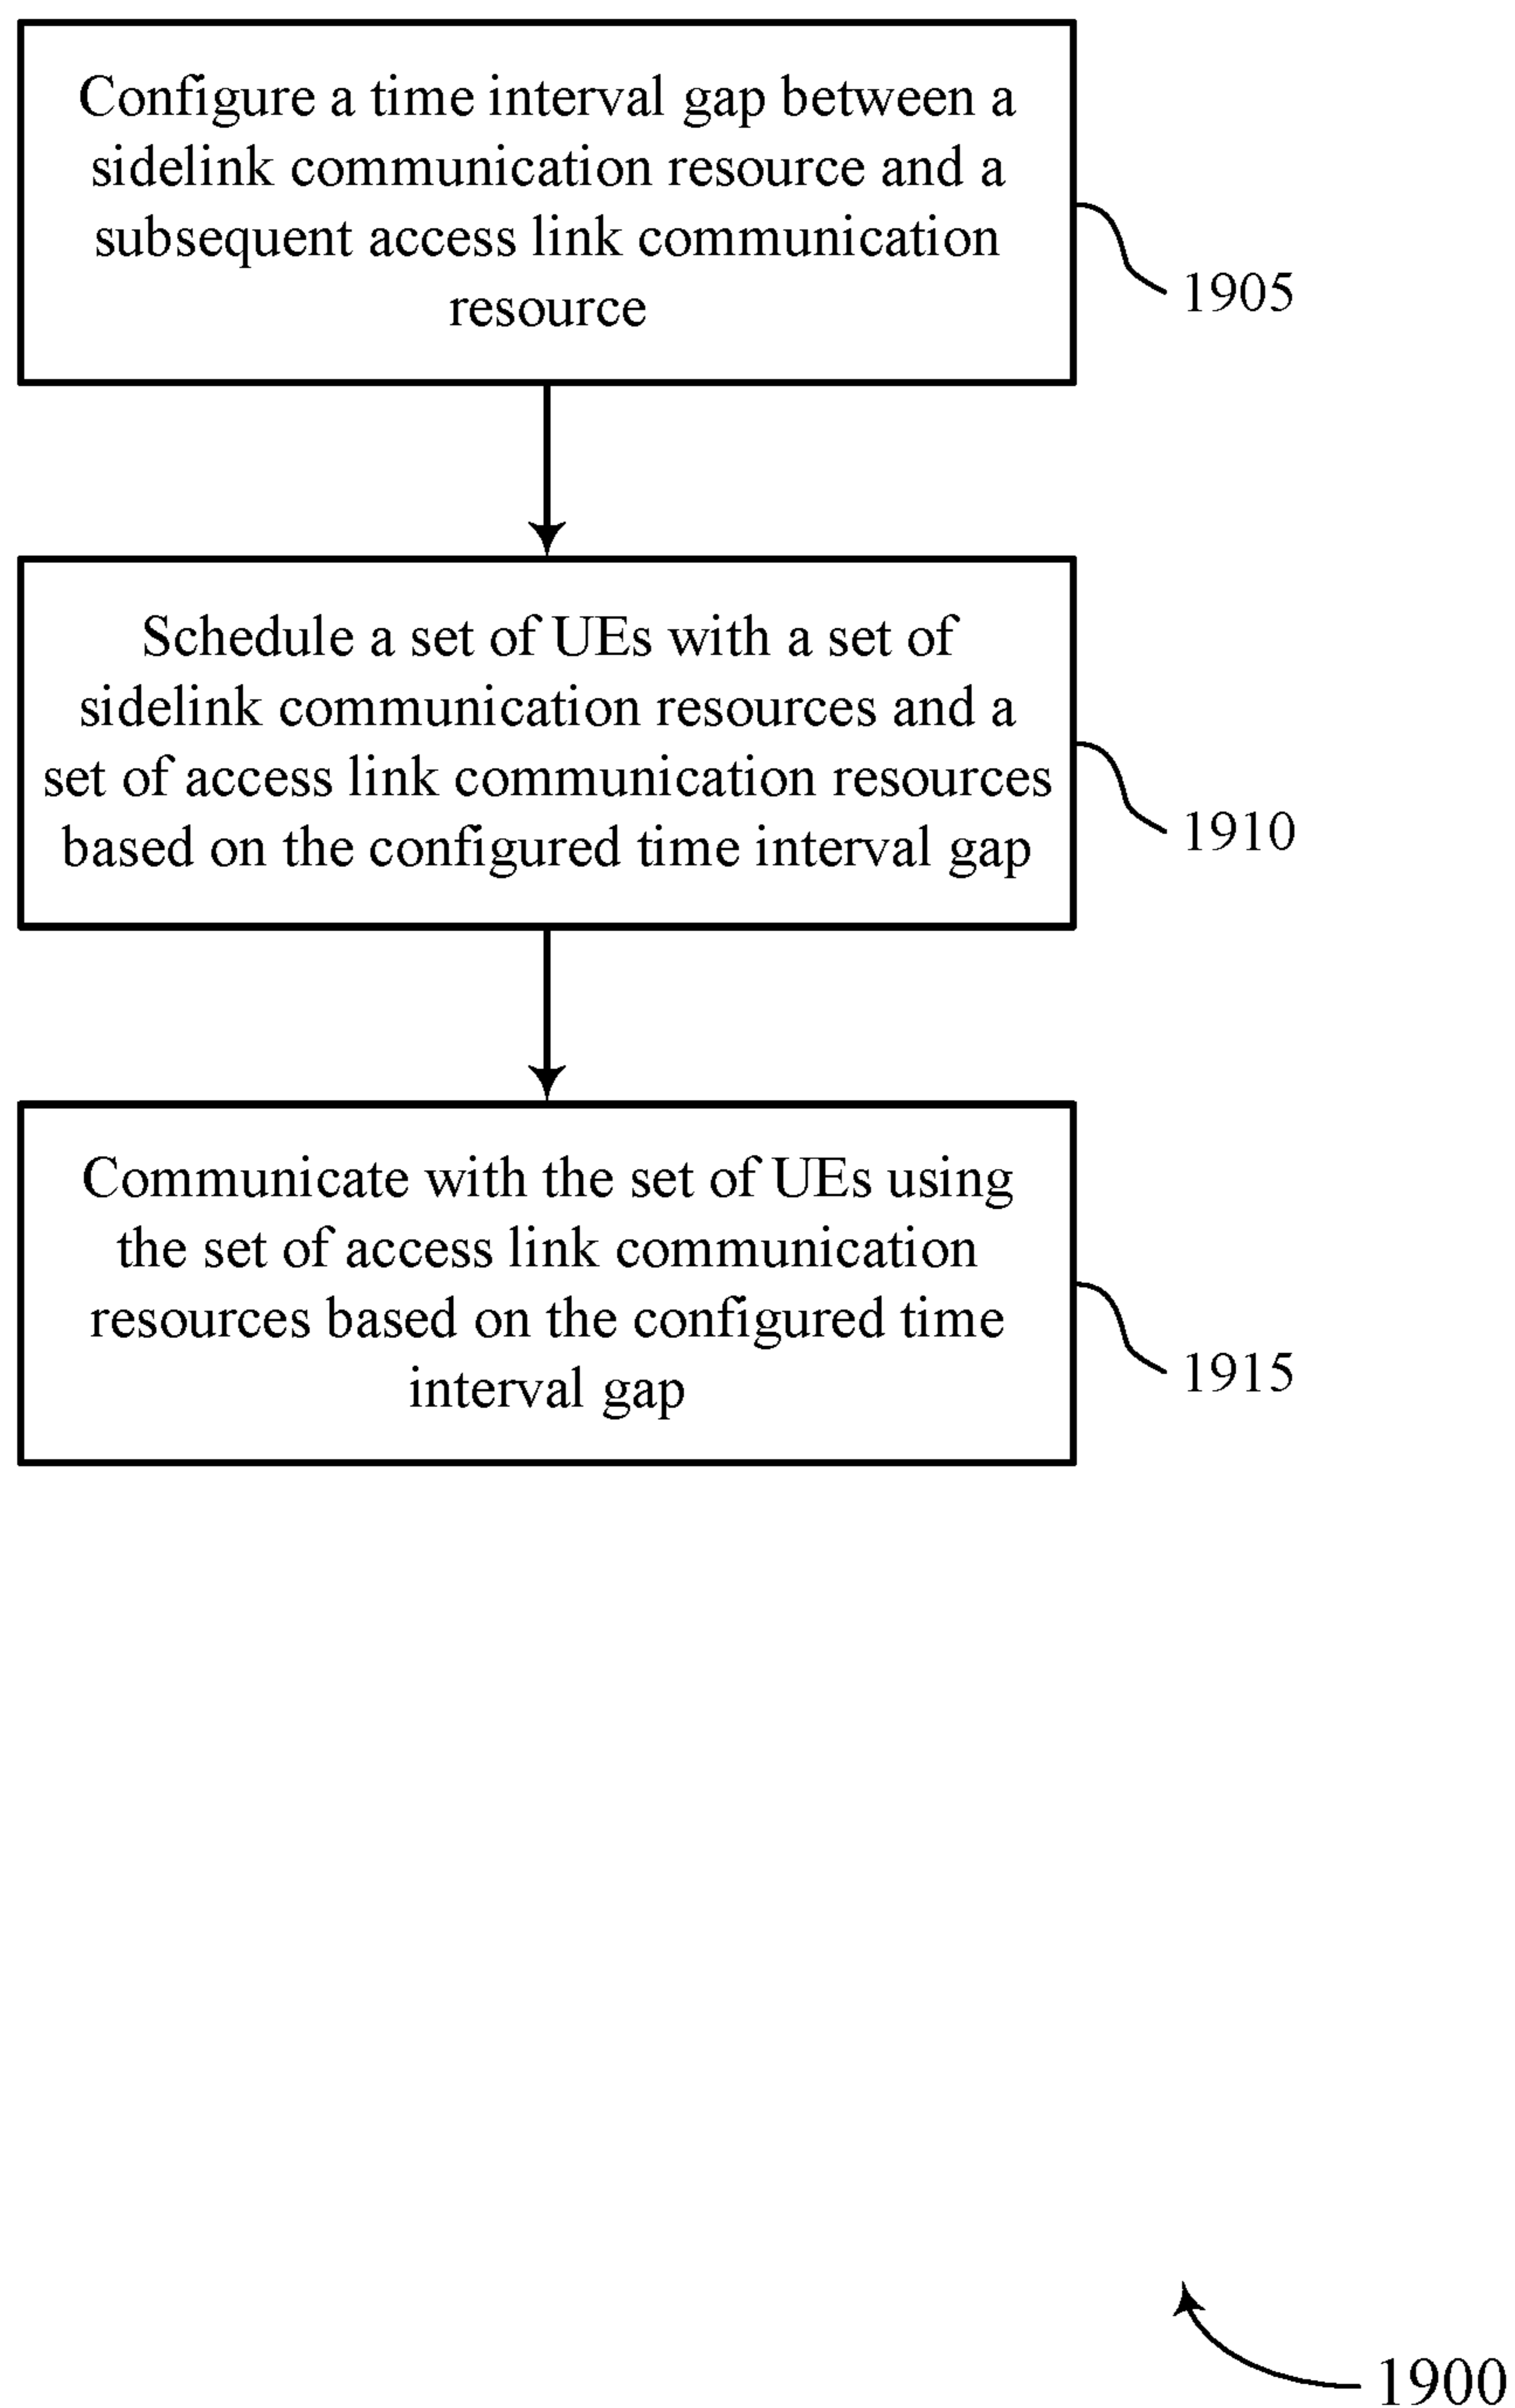 Configure a time interval gap between a
sidelink communication resource and a
subsequent access link communication
resource
1905
Schedule a set of UEs with a set of
sidelink communication resources and a
set of access link communication resources
based on the configured time interval gap
1910
Communicate with the set of UEs using
the set of access link communication
resources based on the configured time
interval gap
1915
1900